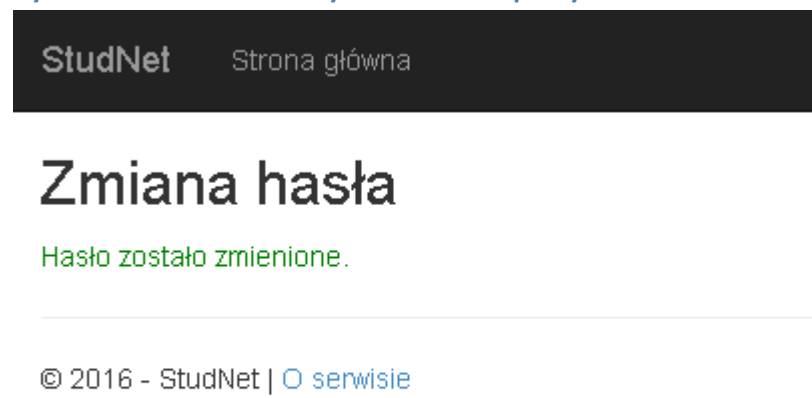 StudNet Strona główna
Zmiana hasła
Hasło zostało zmienione.
© 2016 - StudNet | O serwisie